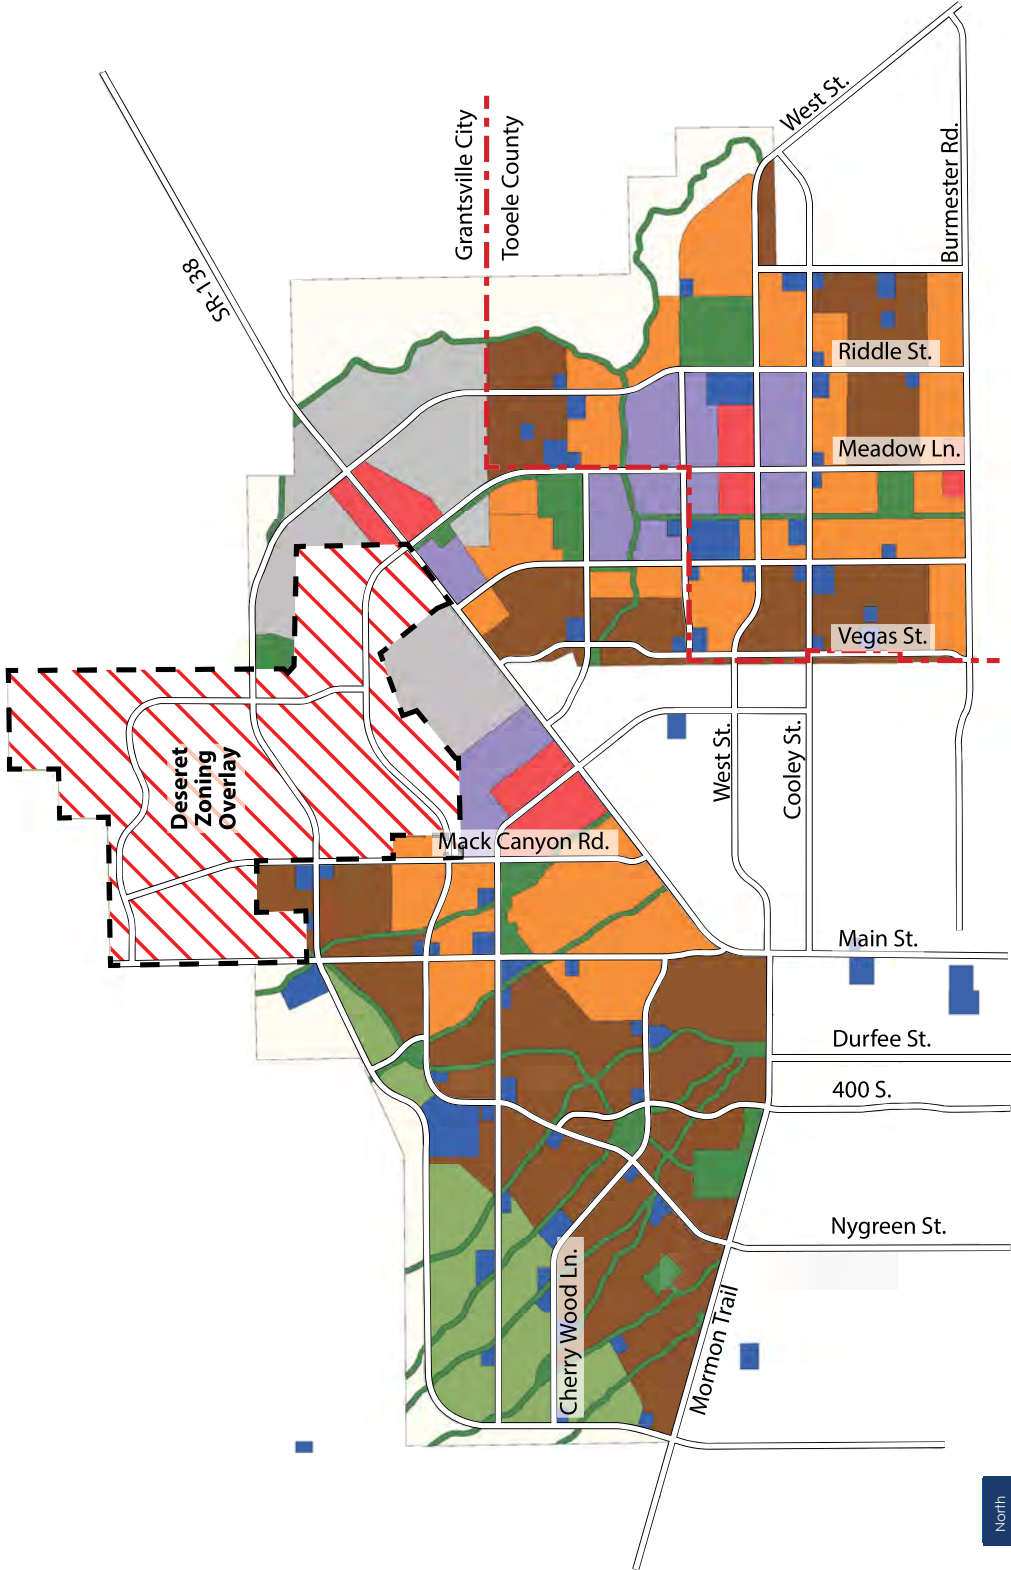 West St.
Burmester Rd.
Grantsville City
Tooele County
SR-138
Riddle St.
Meadow Ln.
Vegas St.
West St.
Cooley St.
Deseret
Zoning
Overlay
Mack Canyon Rd.
Main St.
Durfee St.
400 S.
Nygreen St.
Cherry Wood Ln.
Mormon Trail
North